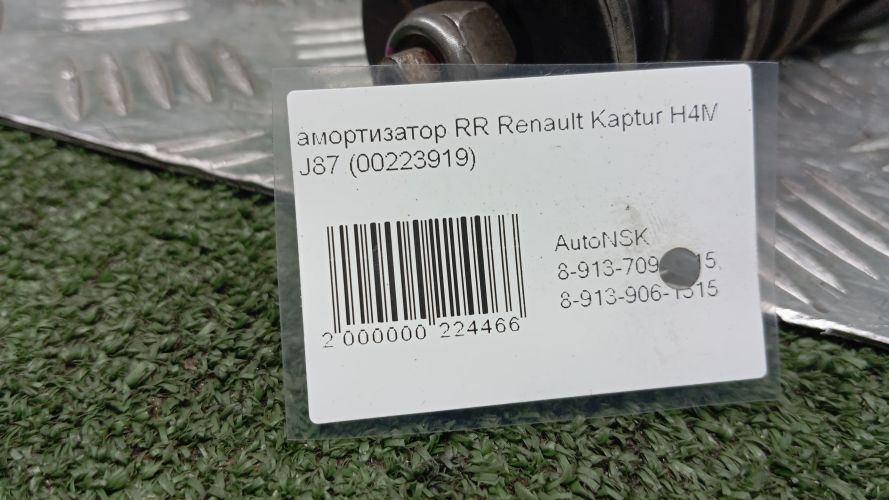 амортизатор RR Renault Kaptur H4M
J87 (00223919)
AutoNSK
8-913-906-1515
2 000000 224466